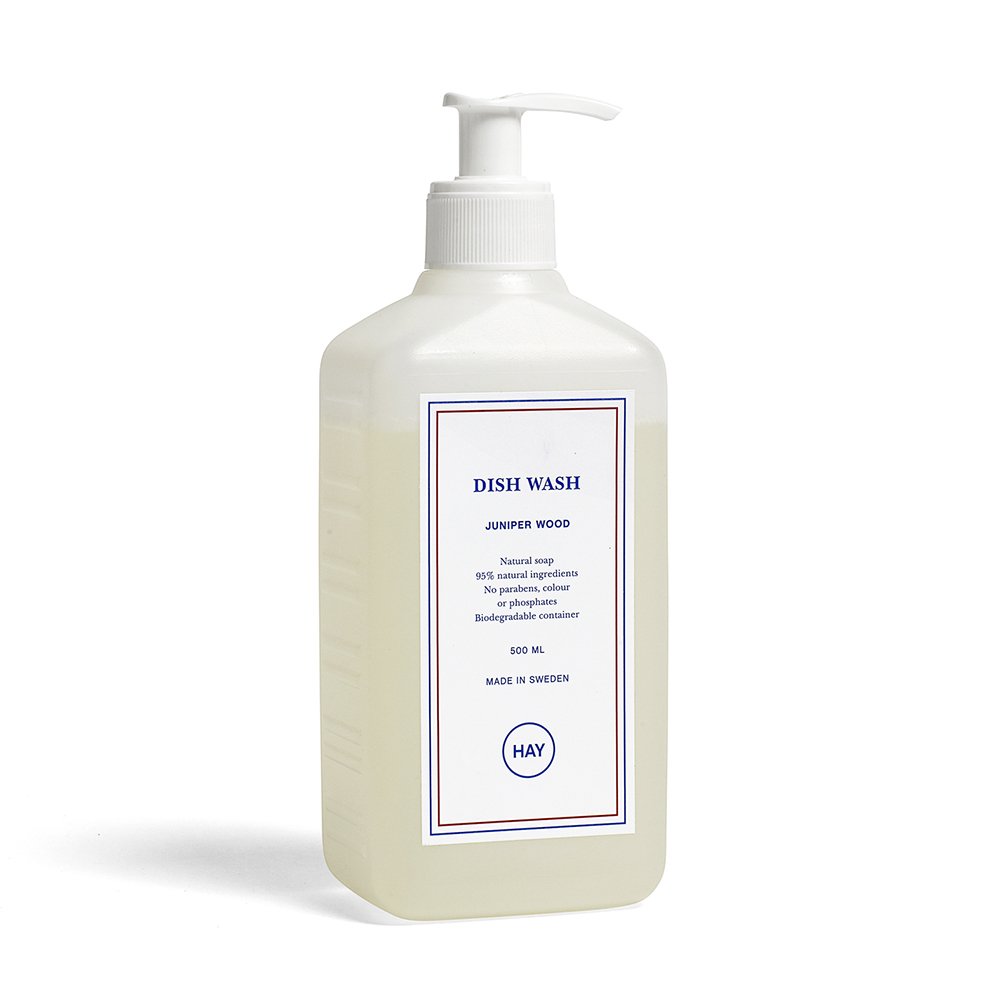 DISH WASH
JUNIPER WOOD
Natural soap
95% natural ingredients
No parabens, colour
or phosphates
Biodegradable container
500 ML
MADE IN SWEDEN
HAY